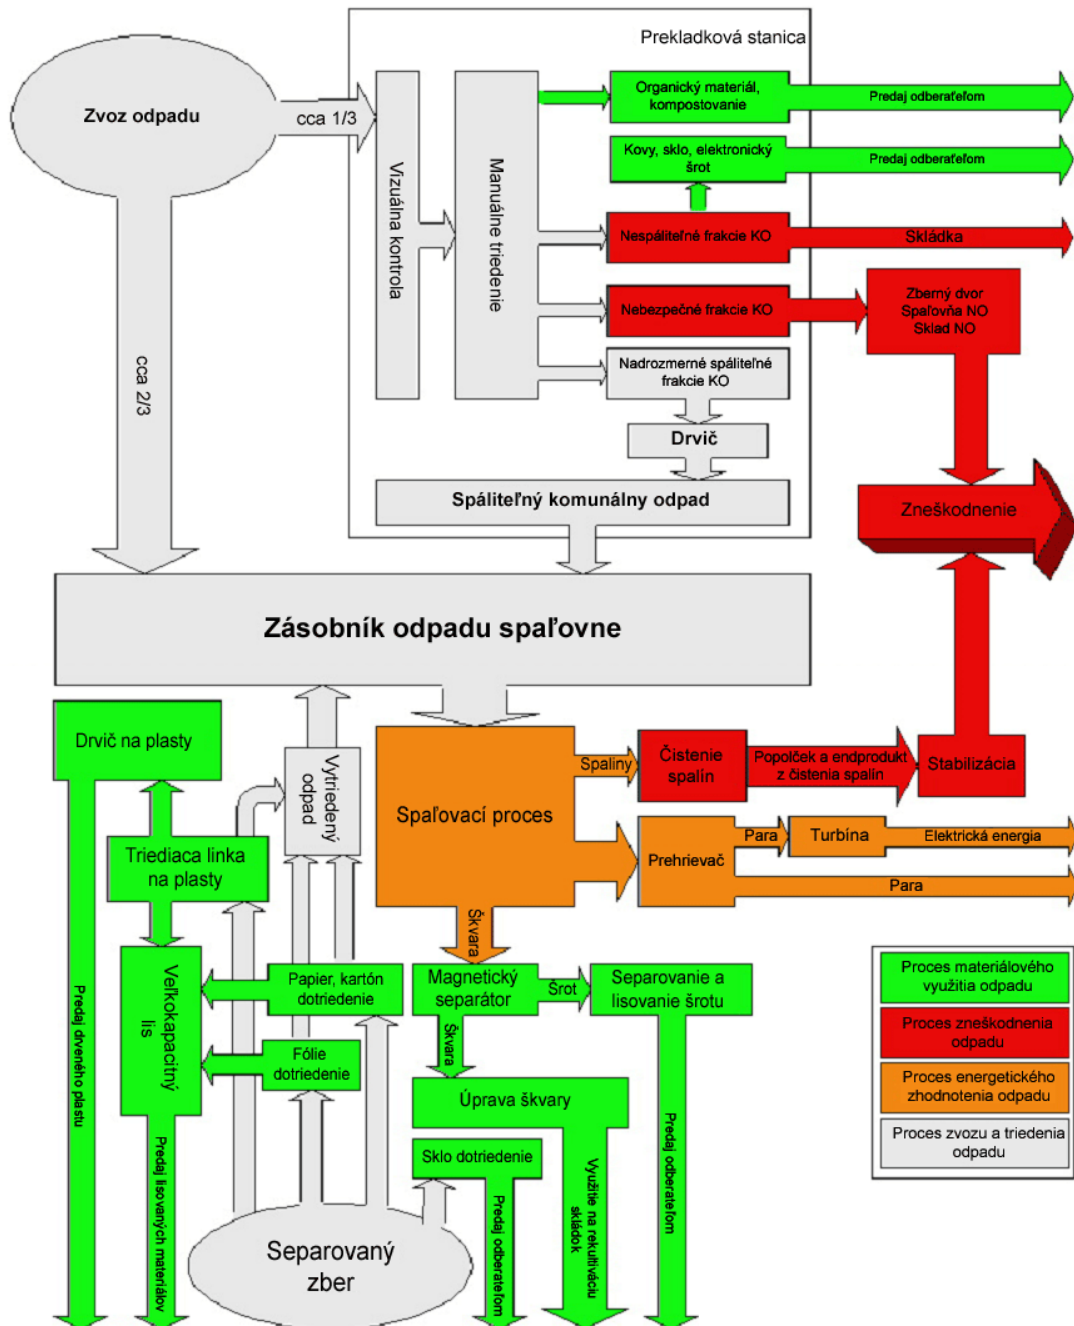 Prekladková stanica
Zvoz odpadu
cca 1/3
cca 2/3
Vizuálna kontrola
Manuálne triedenie
Organický materiál,
kompostovanie
Predaj odberateľom
Kovy, sklo, elektronický
šrot
Predaj odberateľom
Nespáliteľné frakcie KO
Skládka
Nebezpečné frakcie KO
Zberný dvor
Spaľovňa NO
Sklad NO
Nadrozmerné spáliteľné
frakcie KO
Drvič
Spáliteľný komunálny odpad
Zneškodnenie
Zásobník odpadu spaľovne
Drvič na plasty
Vytriedený
odpad
Spaľovací proces
Spaliny
Čistenie
spalín
Popolček a endprodukt
z čistenia spalín
Stabilizácia
Triediaca linka
na plasty
Prehrievač
Para
Turbína
Elektrická energia
Para
Škvara
Veľkokapacitný
lis
Papier, kartón
dotriedenie
Magnetický
separátor
Šrot
Separovanie a
lisovanie šrotu
Škvara
Fólie
dotriedenie
Úprava škvary
Sklo dotriedenie
Separovaný
zber
Predaj drveného plastu
Predaj lisovaných materiálov
Predaj odberateľom
Využitie na rekultiváciu
skládok
Predaj odberateľom
Proces materiálového
využitia odpadu
Proces zneškodnenia
odpadu
Proces energetického
zhodnotenia odpadu
Proces zvozu a triedenia
odpadu